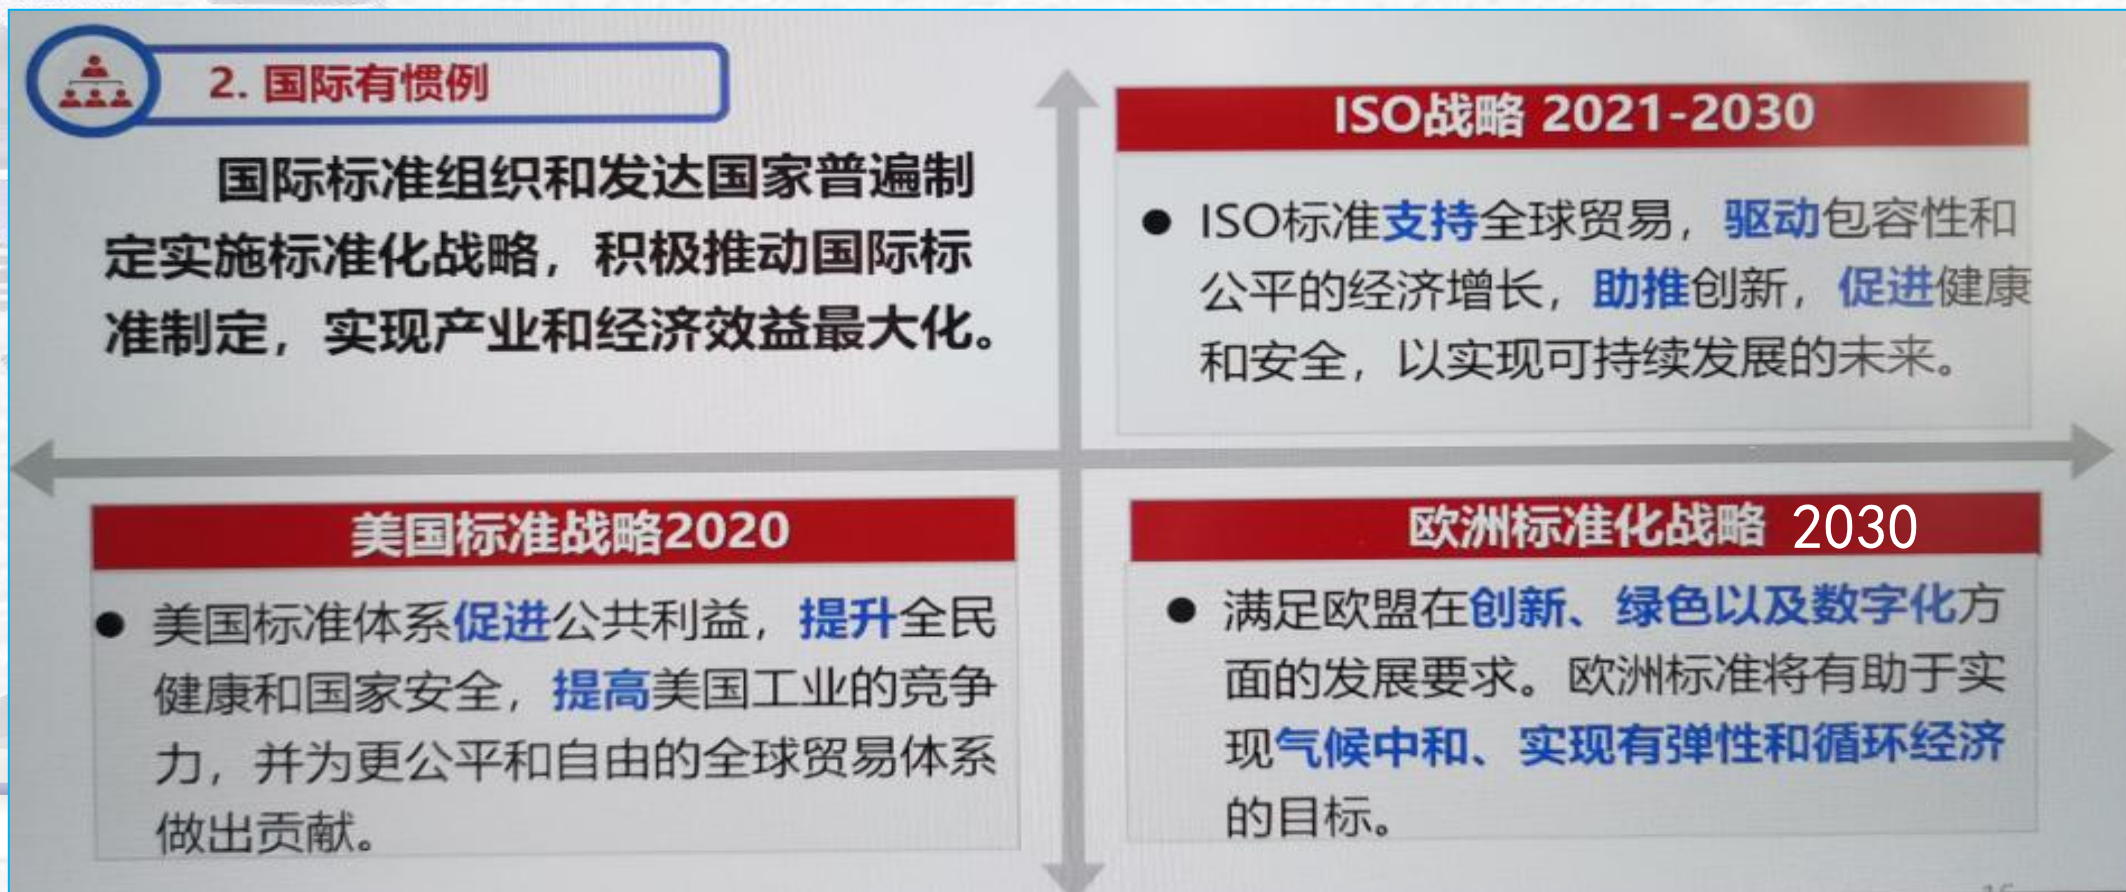 2. 国际有惯例
国际标准组织和发达国家普遍制
定实施标准化战略，积极推动国际标
准制定，实现产业和经济效益最大化。
ISO战略 2021-2030
● ISO标准支持全球贸易，驱动包容性和
公平的经济增长，助推创新，促进健康
和安全，以实现可持续发展的未来。
美国标准战略2020
● 美国标准体系促进公共利益，提升全民
健康和国家安全，提高美国工业的竞争
力，并为更公平和自由的全球贸易体系
做出贡献。
欧洲标准化战略 2030
● 满足欧盟在创新、绿色以及数字化方
面的发展要求。欧洲标准将有助于实
现气候中和、实现有弹性和循环经济
的目标。